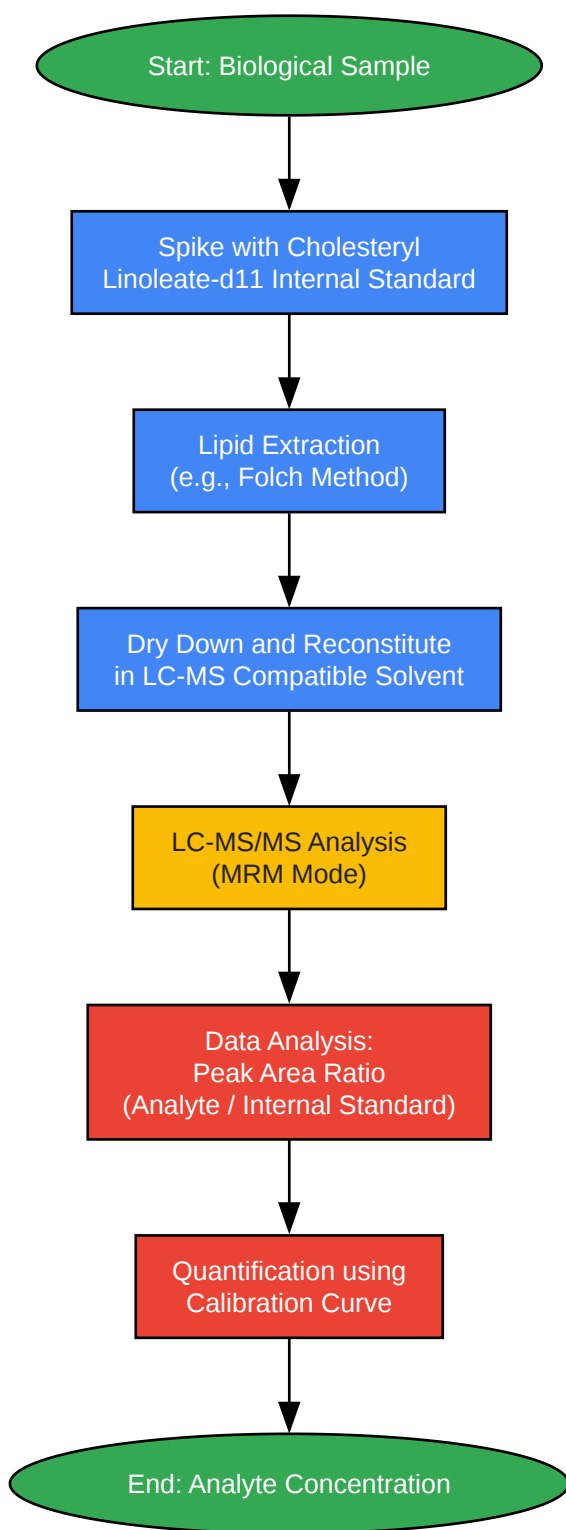 Start: Biological Sample
Spike with Cholesteryl
Linoleate-d11 Internal Standard
Lipid Extraction
(e.g., Folch Method)
Dry Down and Reconstitute
in LC-MS Compatible Solvent
LC-MS/MS Analysis
(MRM Mode)
Data Analysis:
Peak Area Ratio
(Analyte / Internal Standard)
Quantification using
Calibration Curve
End: Analyte Concentration